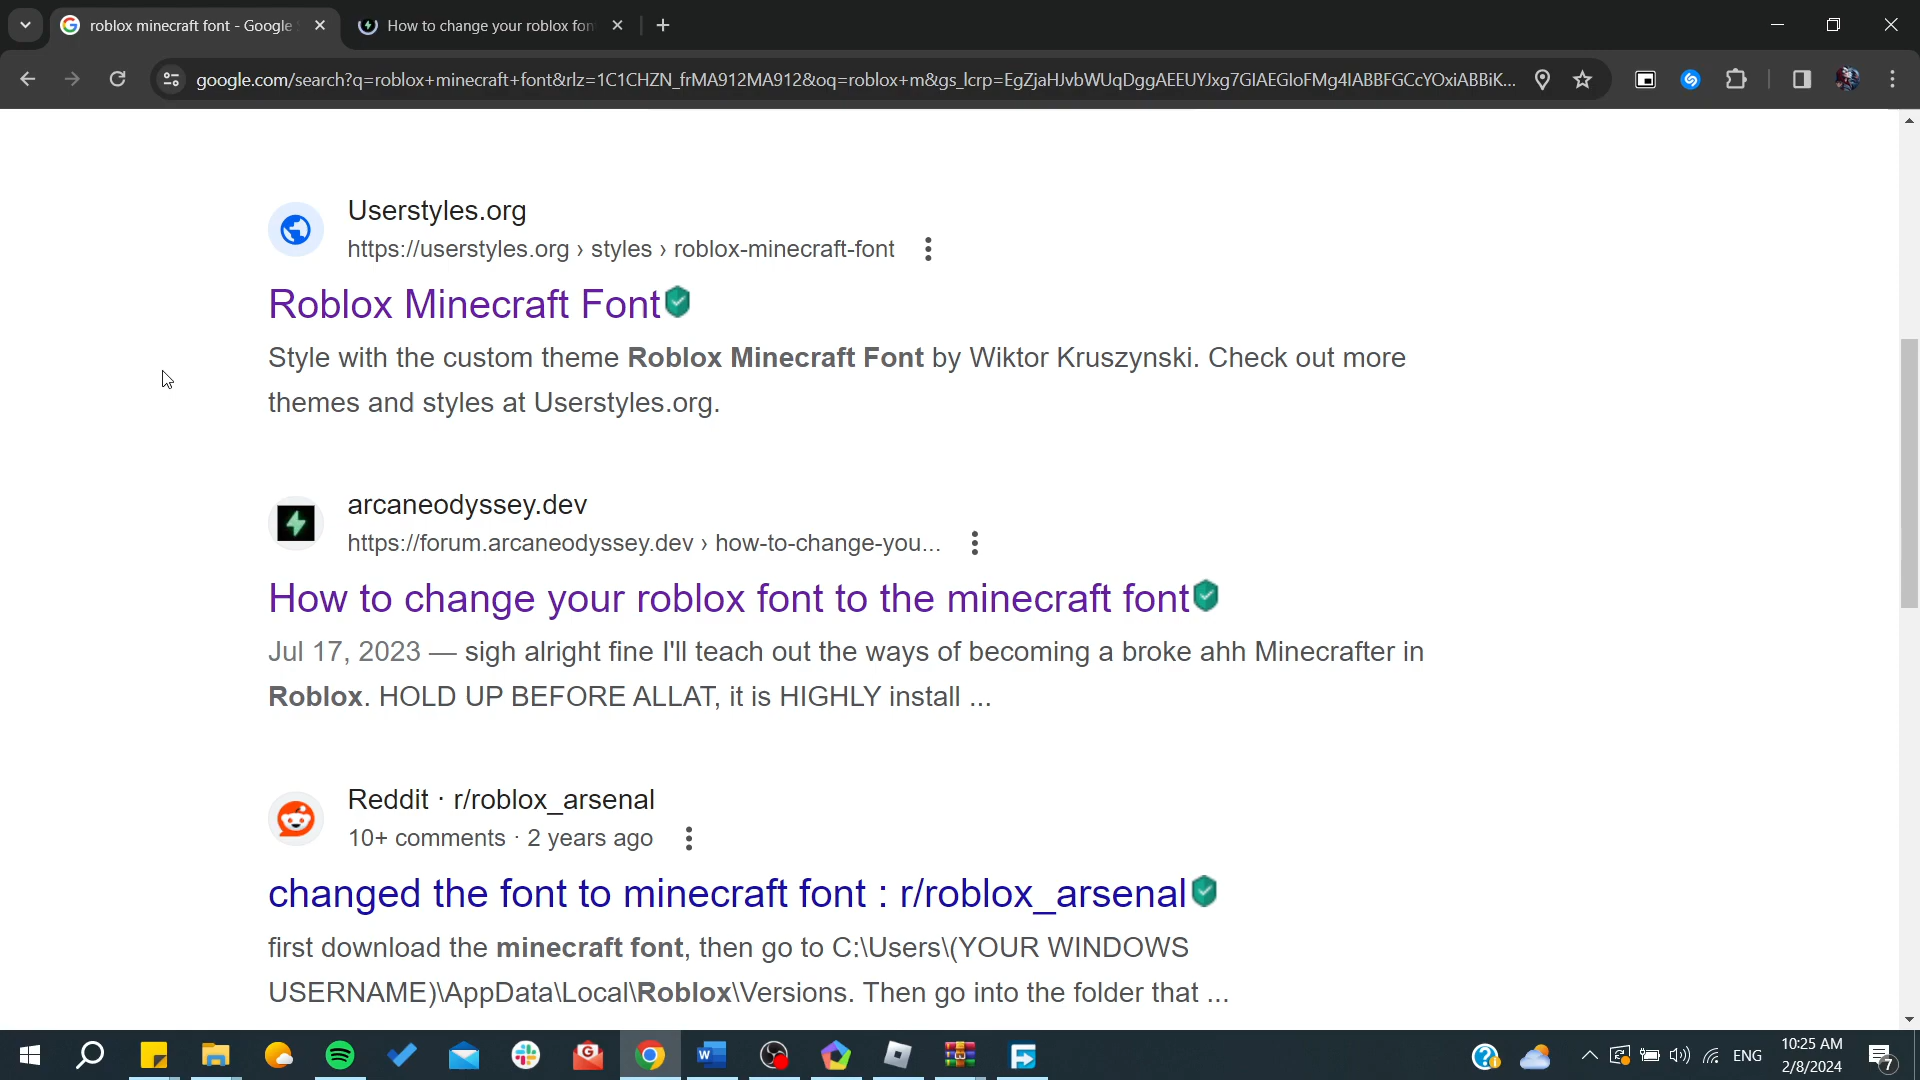 roblox minecraft font - Google
How to change your roblox fon
google.com/search?q=roblox+minecraft+font&rlz=1C1CHZN_frMA912MA912&oq=roblox+m&gs_lcrp=EgZjaHJvbWUqDggAEEUYJxg7GIAEGIoFMg4IABBFGCcYOxiABBiK...
Userstyles.org
https://userstyles.org › styles › roblox-minecraft-font
Roblox Minecraft Font
Style with the custom theme Roblox Minecraft Font by Wiktor Kruszynski. Check out more
themes and styles at Userstyles.org.
arcaneodyssey.dev
https://forum.arcaneodyssey.dev › how-to-change-you...
How to change your roblox font to the minecraft font
Jul 17, 2023 — sigh alright fine I'll teach out the ways of becoming a broke ahh Minecrafter in
Roblox. HOLD UP BEFORE ALLAT, it is HIGHLY install ...
Reddit · r/roblox_arsenal
10+ comments · 2 years ago
changed the font to minecraft font : r/roblox_arsenal
first download the minecraft font, then go to C:\Users\(YOUR WINDOWS
USERNAME)\AppData\Local\Roblox\Versions. Then go into the folder that ...
ENG
10:25 AM
2/8/2024
7